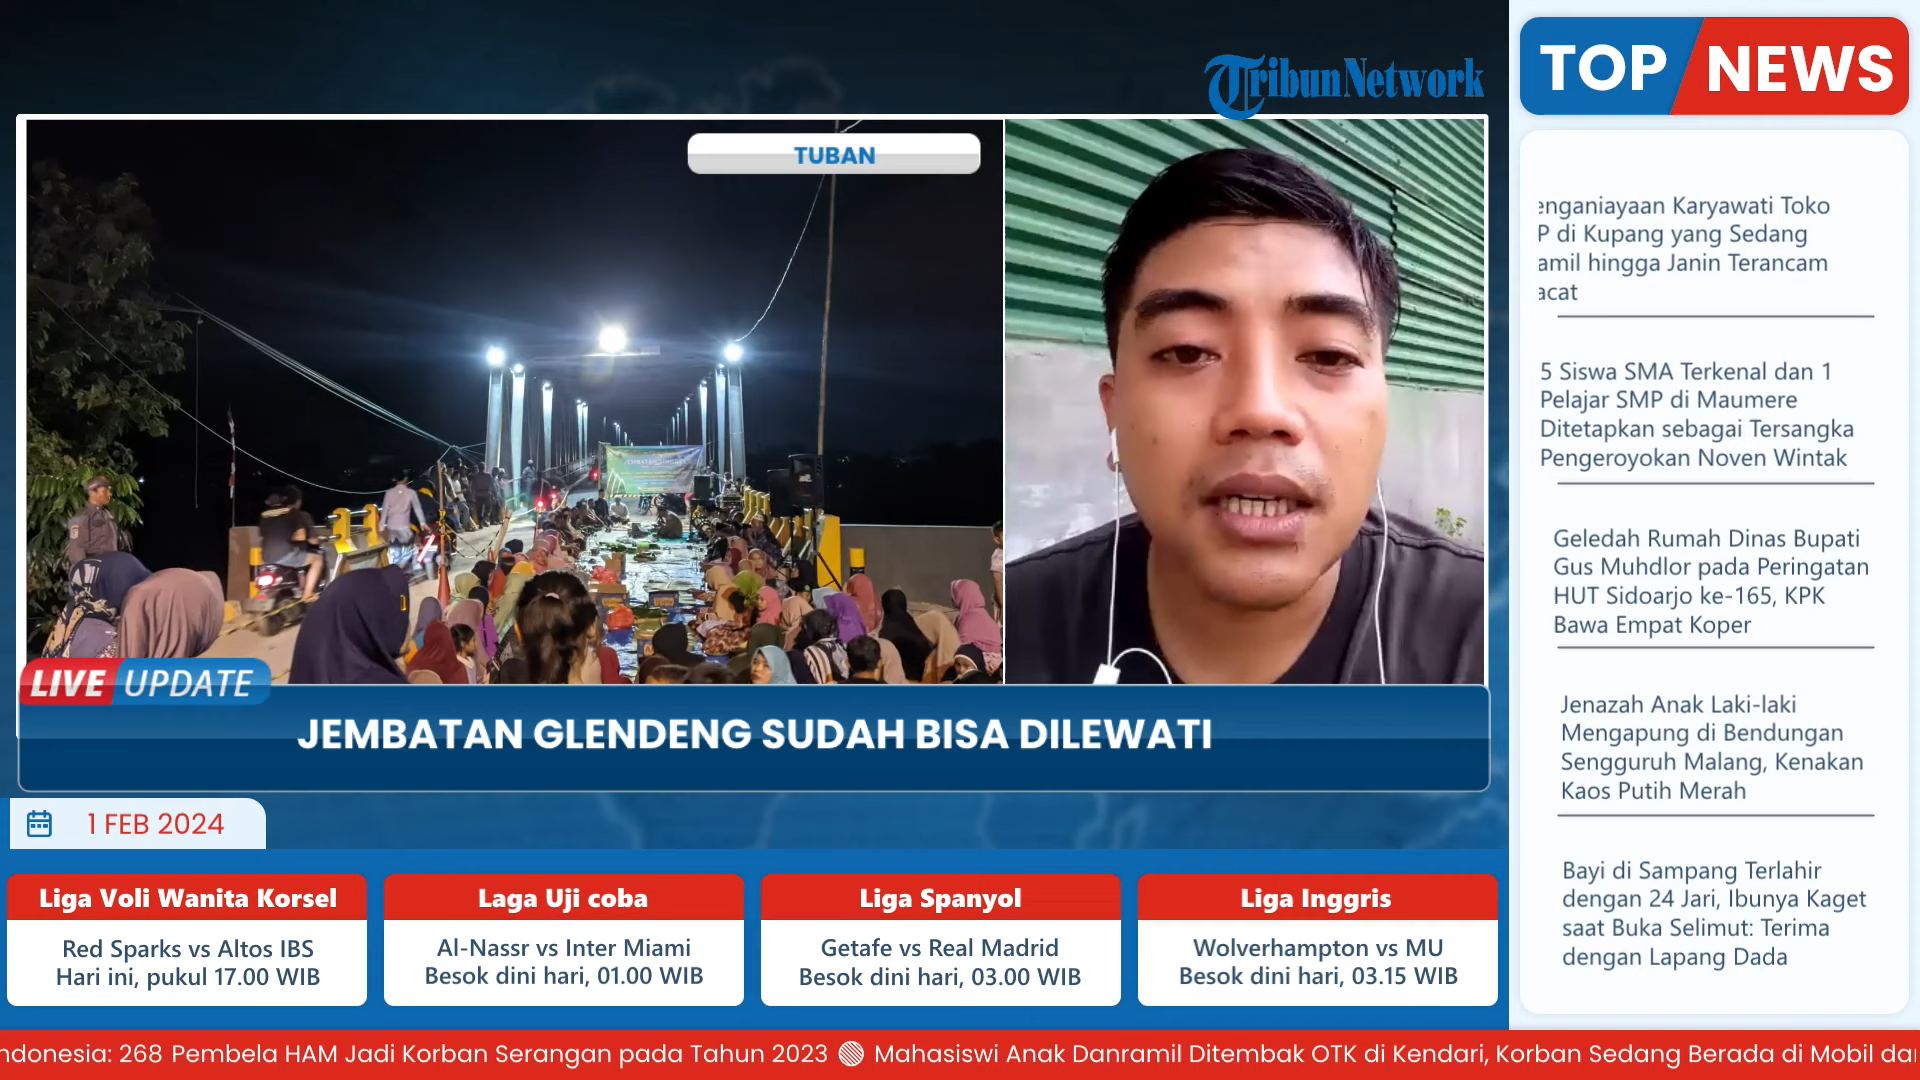 TribunNetwork
TUBAN
JEMBATAN GLENDENG
LIVE UPDATE
JEMBATAN GLENDENG SUDAH BISA DILEWATI
1 FEB 2024
Liga Voli Wanita Korsel
Red Sparks vs Altos IBS
Hari ini, pukul 17.00 WIB
Laga Uji coba
Al-Nassr vs Inter Miami
Besok dini hari, 01.00 WIB
Liga Spanyol
Getafe vs Real Madrid
Besok dini hari, 03.00 WIB
Liga Inggris
Wolverhampton vs MU
Besok dini hari, 03.15 WIB
TOP NEWS
enganiayaan Karyawati Toko
P di Kupang yang Sedang
amil hingga Janin Terancam
acat
5 Siswa SMA Terkenal dan 1
Pelajar SMP di Maumere
Ditetapkan sebagai Tersangka
Pengeroyokan Noven Wintak
Geledah Rumah Dinas Bupati
Gus Muhdlor pada Peringatan
HUT Sidoarjo ke-165, KPK
Bawa Empat Koper
Jenazah Anak Laki-laki
Mengapung di Bendungan
Sengguruh Malang, Kenakan
Kaos Putih Merah
Bayi di Sampang Terlahir
dengan 24 Jari, Ibunya Kaget
saat Buka Selimut: Terima
dengan Lapang Dada
ndonesia: 268 Pembela HAM Jadi Korban Serangan pada Tahun 2023 Mahasiswi Anak Danramil Ditembak OTK di Kendari, Korban Sedang Berada di Mobil da